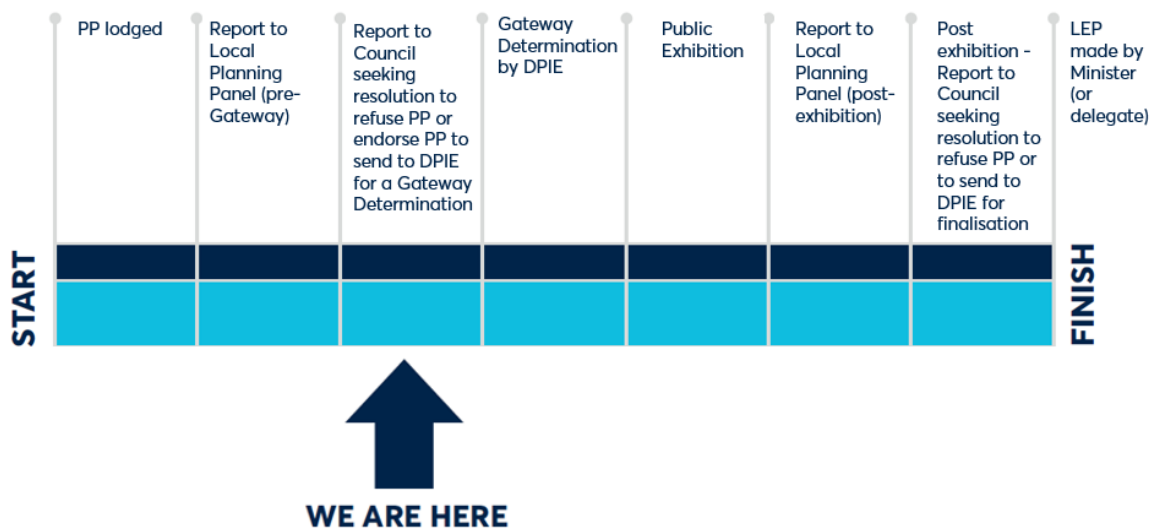 PP lodged
Report to
Local
Planning
Panel (pre-
Gateway)
Report to
Council
seeking
resolution to
refuse PP or
endorse PP to
send to DPIE
for a Gateway
Determination
Gateway
Determination
by DPIE
Public
Exhibition
Report to
Local
Planning
Panel (post-
exhibition)
Post
exhibition -
Report to
Council
seeking
resolution to
refuse PP or
to send to
DPIE for
finalisation
LEP
made by
Minister
(or
delegate)
START
FINISH
WE ARE HERE